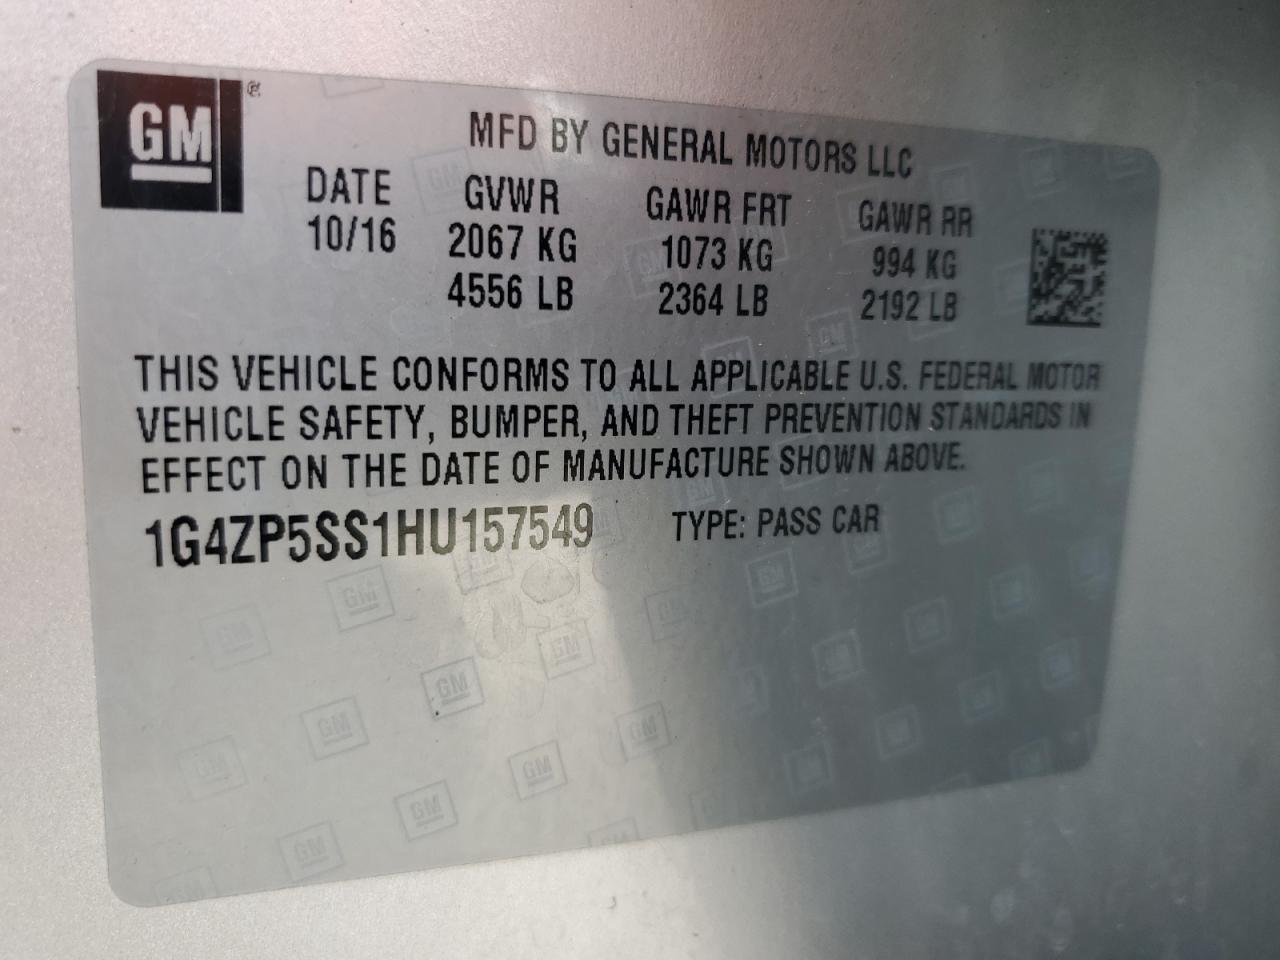 GM®
MFD BY GENERAL MOTORS LLC
DATE GVWR GAWR FRT GAWR RR
10/16 2067 KG 1073 KG 994 KG
4556 LB 2364 LB 2192 LB
THIS VEHICLE CONFORMS TO ALL APPLICABLE U.S. FEDERAL MOTOR
VEHICLE SAFETY, BUMPER, AND THEFT PREVENTION STANDARDS IN
EFFECT ON THE DATE OF MANUFACTURE SHOWN ABOVE.
1G4ZP5SS1HU157549 TYPE: PASS CAR